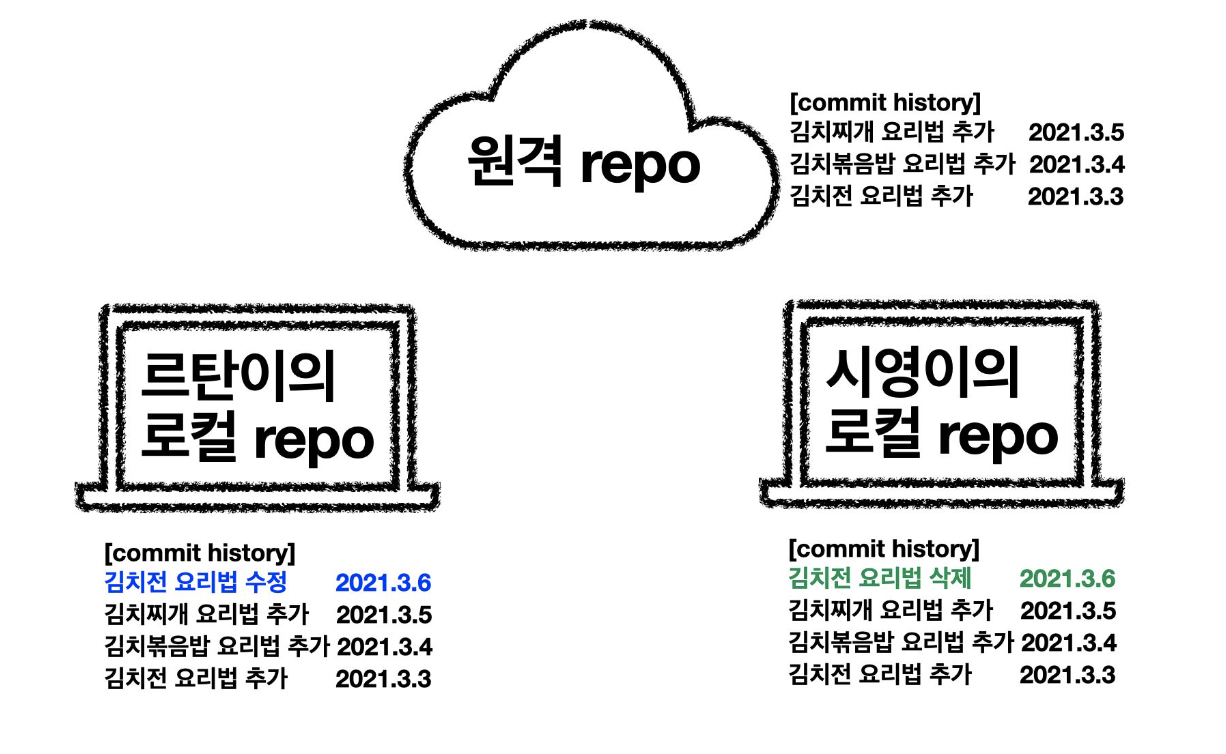 원격 repo
[commit history]
김치찌개 요리법 추가 2021.3.5
김치볶음밥 요리법 추가 2021.3.4
김치전 요리법 추가 2021.3.3
르탄이의
로컬 repo
[commit history]
김치전 요리법 수정 2021.3.6
김치찌개 요리법 추가 2021.3.5
김치볶음밥 요리법 추가 2021.3.4
김치전 요리법 추가 2021.3.3
시영이의
로컬 repo
[commit history]
김치전 요리법 삭제 2021.3.6
김치찌개 요리법 추가 2021.3.5
김치볶음밥 요리법 추가 2021.3.4
김치전 요리법 추가 2021.3.3